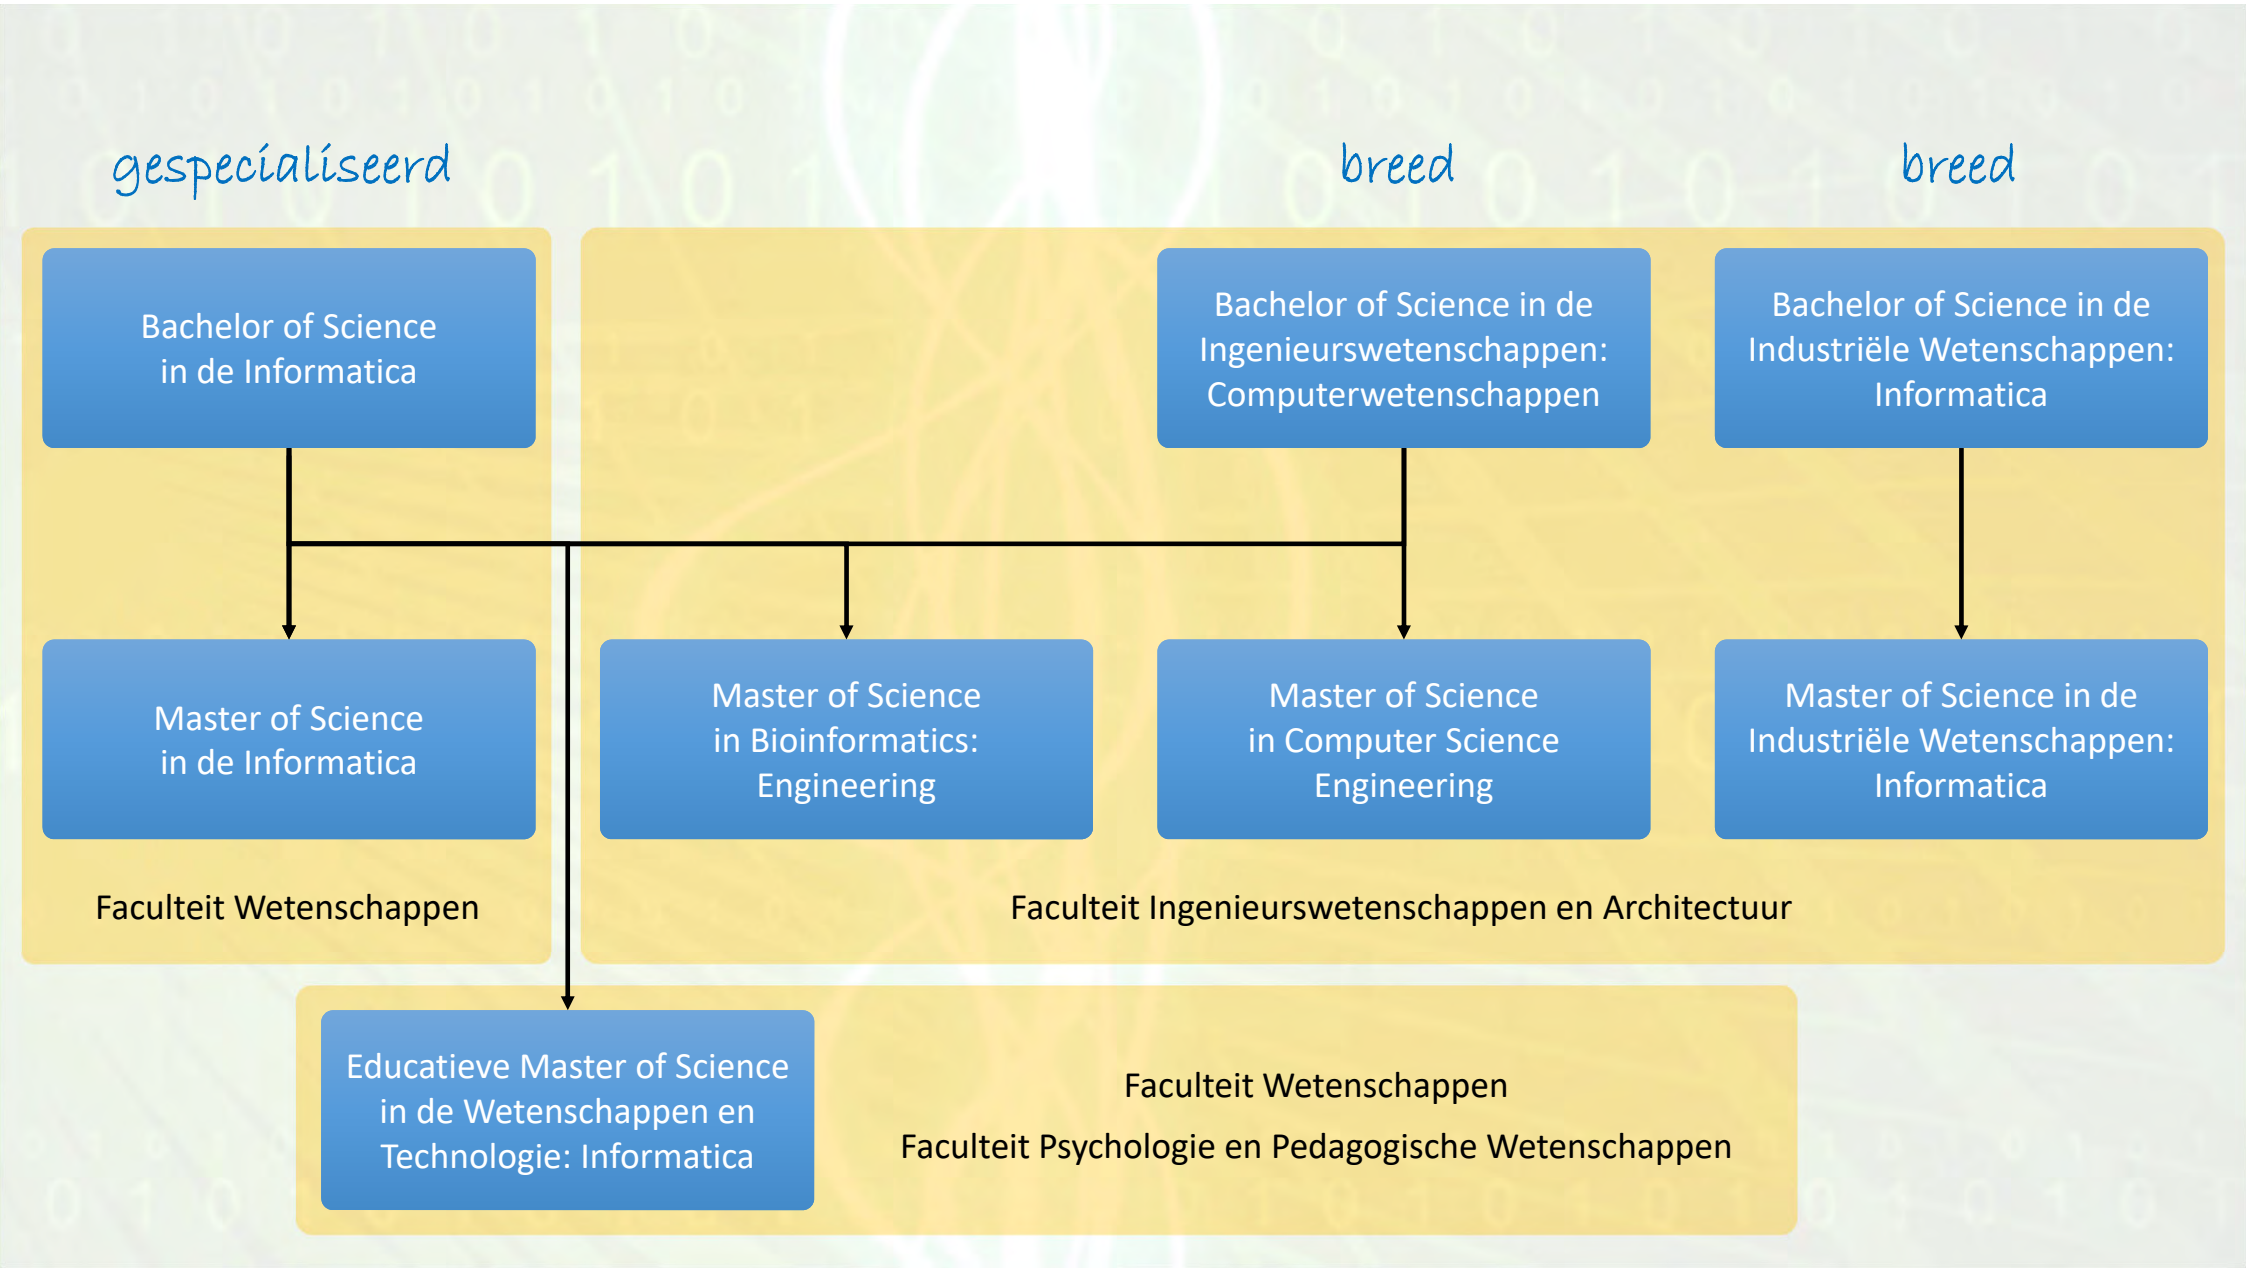 gespecialiseerd
breed
breed
Bachelor of Science
in de Informatica
Bachelor of Science in de
Ingenieurswetenschappen:
Computerwetenschappen
Bachelor of Science in de
Industriële Wetenschappen:
Informatica
Master of Science
in de Informatica
Master of Science
in Bioinformatics:
Engineering
Master of Science
in Computer Science
Engineering
Master of Science in de
Industriële Wetenschappen:
Informatica
Faculteit Wetenschappen
Faculteit Ingenieurswetenschappen en Architectuur
Educatieve Master of Science
in de Wetenschappen en
Technologie: Informatica
Faculteit Wetenschappen
Faculteit Psychologie en Pedagogische Wetenschappen